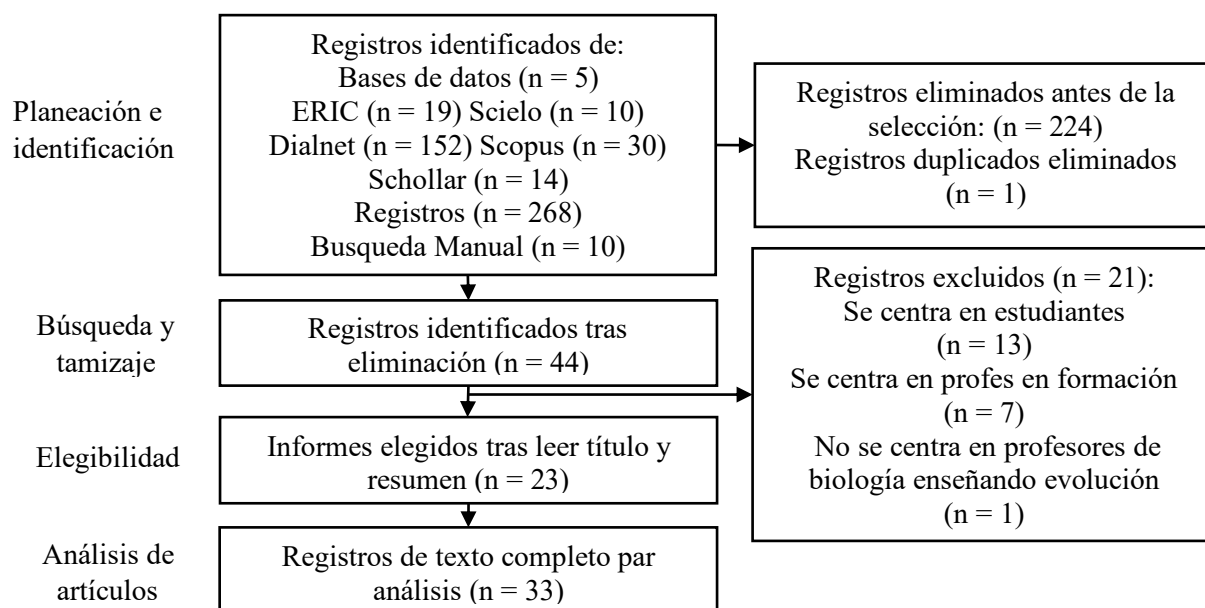 Registros identificados de:
Bases de datos (n = 5)
ERIC (n = 19) Scielo (n = 10)
Dialnet (n = 152) Scopus (n = 30)
Schollar (n = 14)
Registros (n = 268)
Busqueda Manual (n = 10)
Planeación e
identificación
Registros eliminados antes de la
selección: (n = 224)
Registros duplicados eliminados
(n = 1)
Búsqueda y
tamizaje
Registros identificados tras
eliminación (n = 44)
Registros excluidos (n = 21):
Se centra en estudiantes
(n = 13)
Se centra en profes en formación
(n = 7)
No se centra en profesores de
biología enseñando evolución
(n = 1)
Elegibilidad
Informes elegidos tras leer título y
resumen (n = 23)
Análisis de
artículos
Registros de texto completo par
análisis (n = 33)